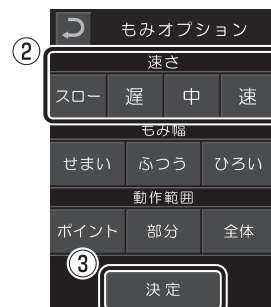 もみオプション
②
速さ
スロー 遅 中 速
もみ幅
せまい ふつう ひろい
動作範囲
ポイント 部分 全体
③
決定